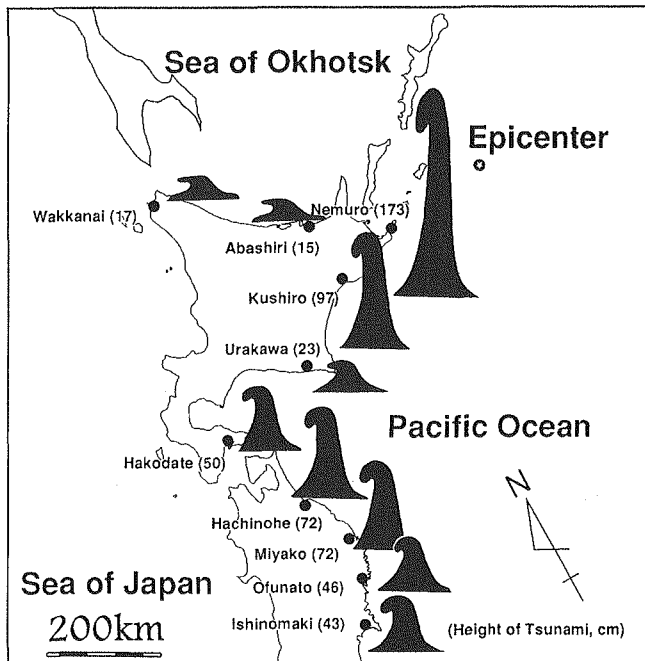 Sea of Okhotsk
Epicenter
Wakkanai (17)
Nemuro (173)
Abashiri (15)
Kushiro (97)
Urakawa (23)
Pacific Ocean
Hakodate (50)
N
Hachinohe (72)
Miyako (72)
Sea of Japan
Ofunato (46)
200km
Ishinomaki (43)
(Height of Tsunami, cm)